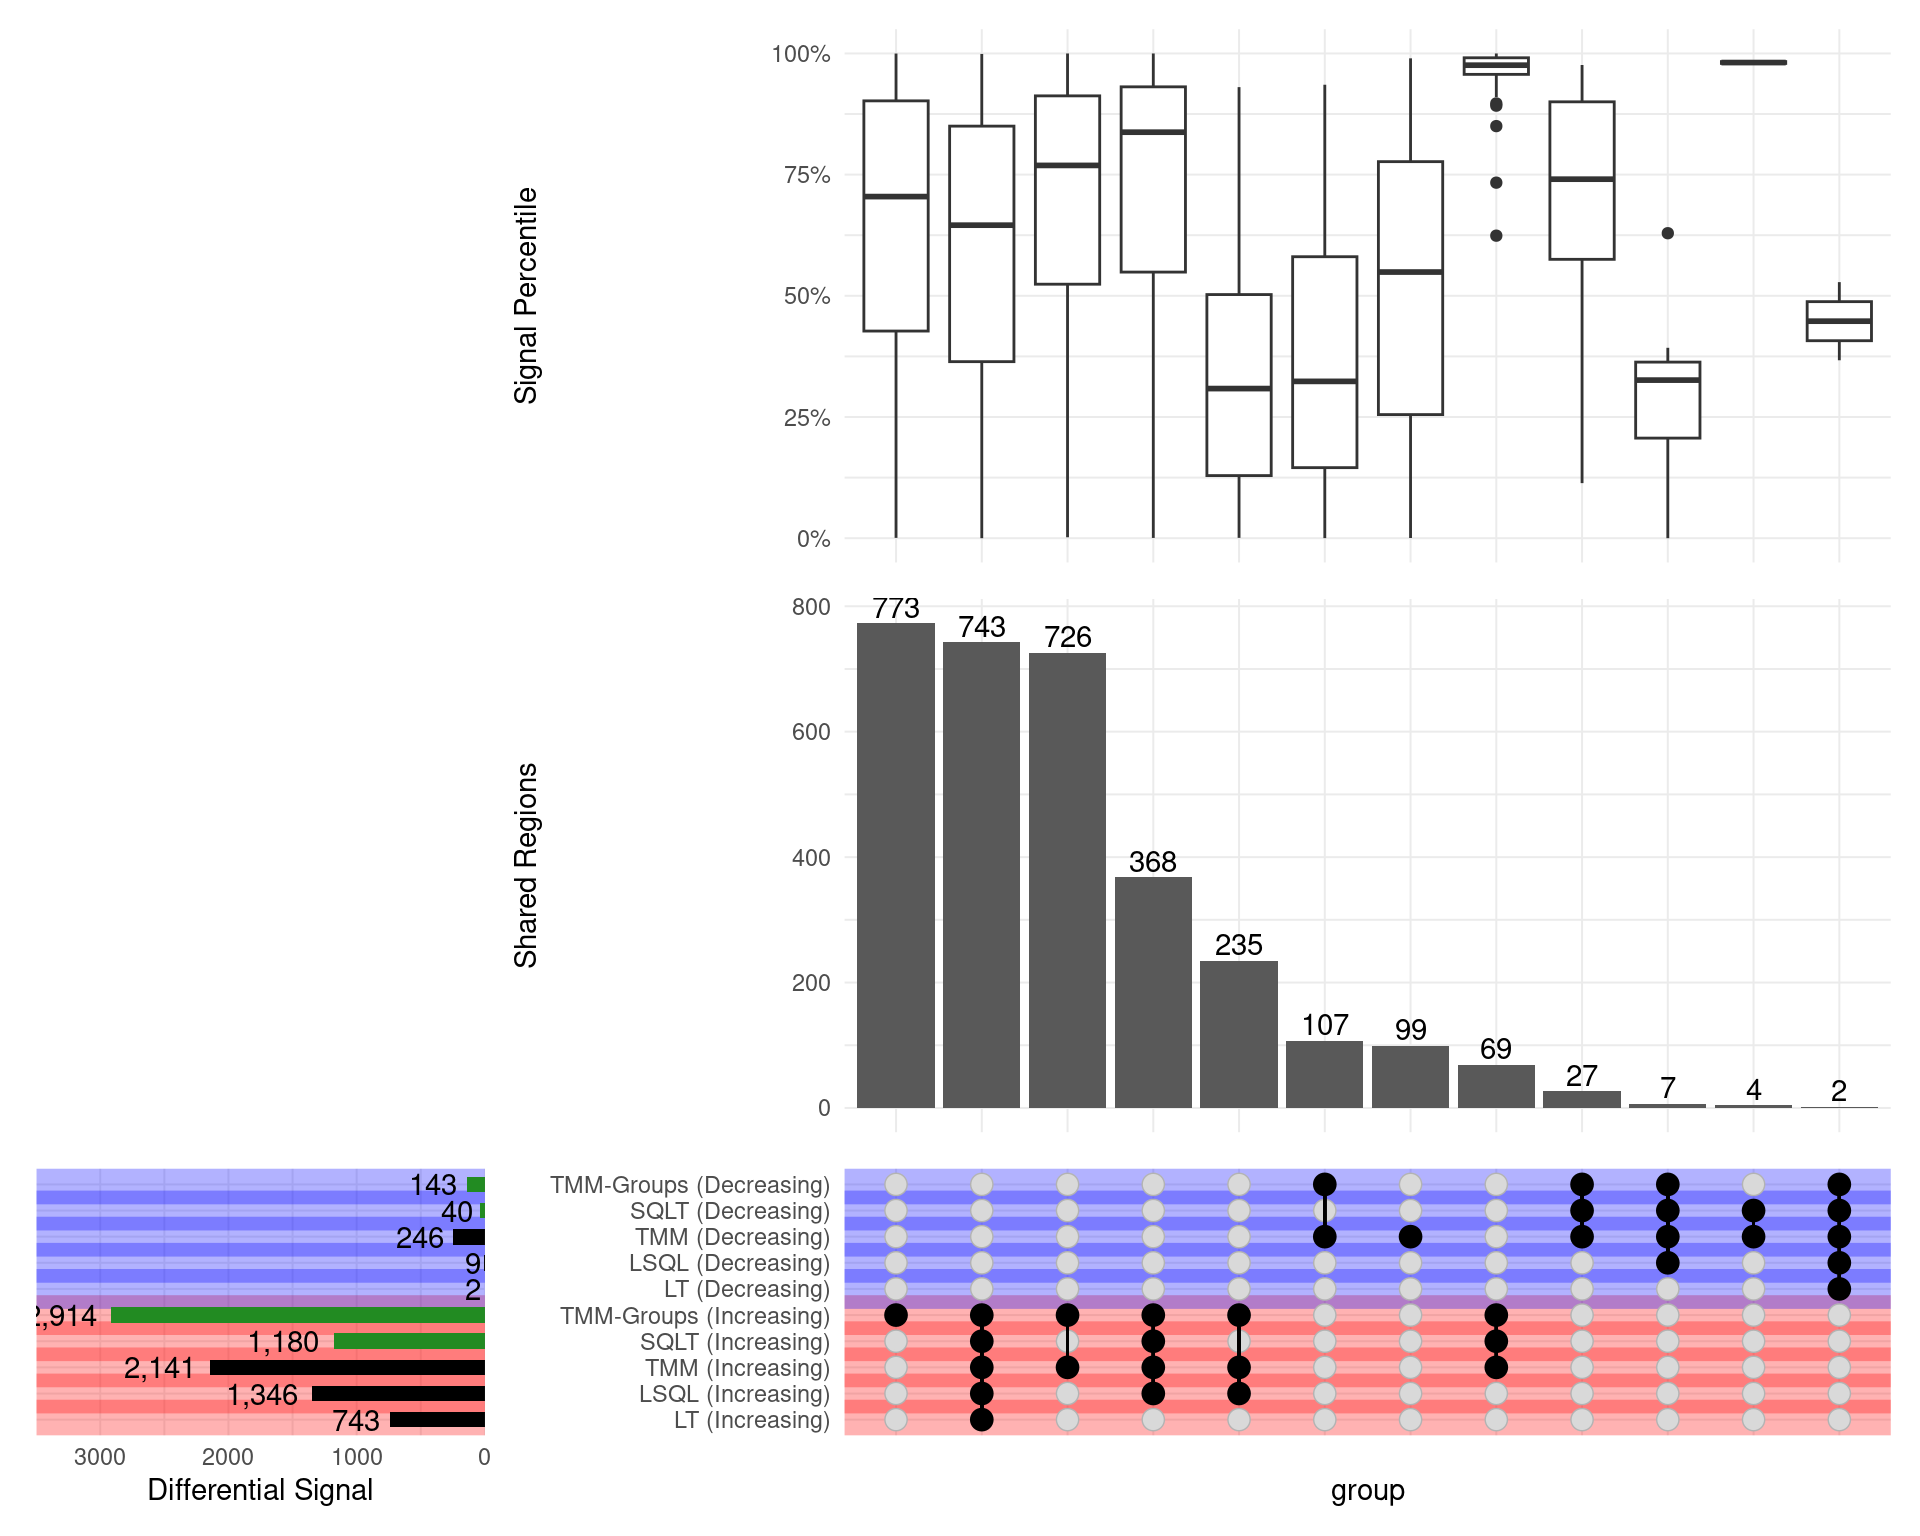 Signal Percentile
100%
75%
50%
25%
0%
Shared Regions
800
600
400
200
0
773
743
726
368
235
107
99
69
27
7
4
2
143
40
246
9
2
2,914
1,180
2,141
1,346
743
3000 2000 1000 0
Differential Signal
TMM-Groups (Decreasing)
SQLT (Decreasing)
TMM (Decreasing)
LSQL (Decreasing)
LT (Decreasing)
TMM-Groups (Increasing)
SQLT (Increasing)
TMM (Increasing)
LSQL (Increasing)
LT (Increasing)
group